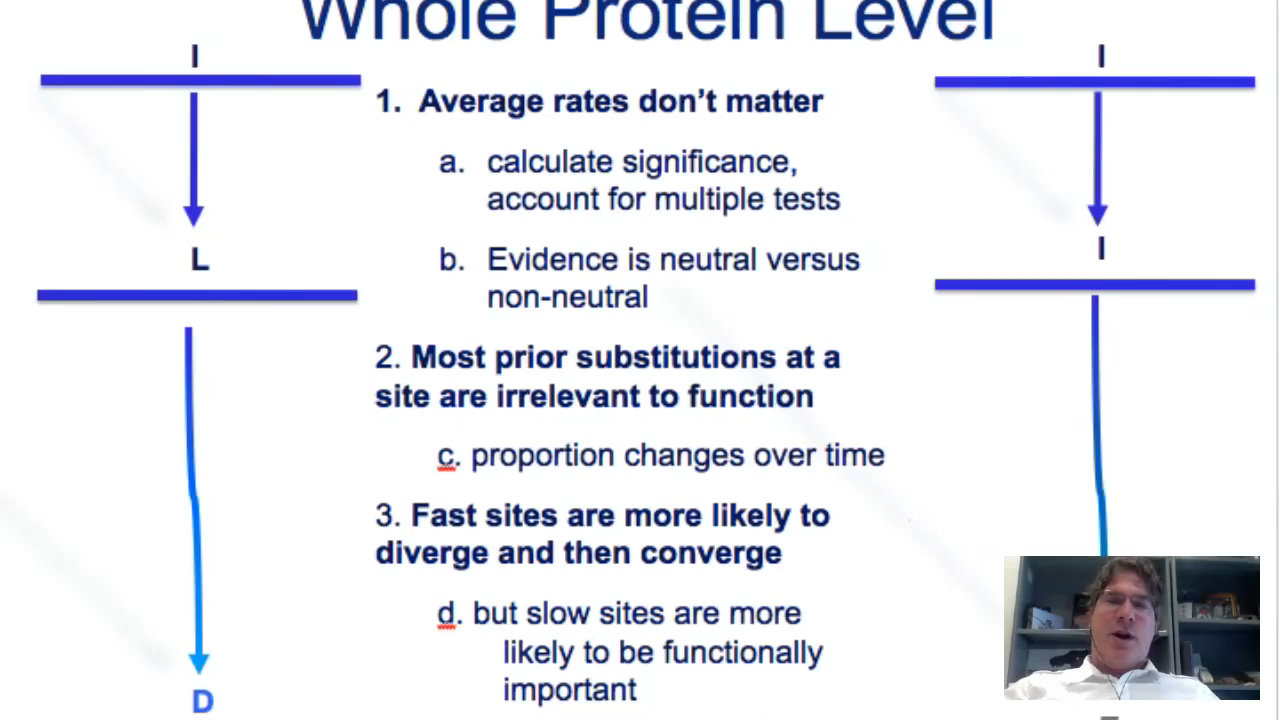 Whole Protein Level
I
I
1. Average rates don't matter
a. calculate significance,
account for multiple tests
L
I
b. Evidence is neutral versus
non-neutral
2. Most prior substitutions at a
site are irrelevant to function
c. proportion changes over time
3. Fast sites are more likely to
diverge and then converge
d. but slow sites are more
likely to be functionally
important
D